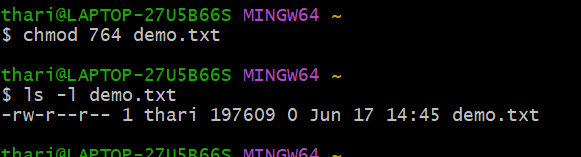 thari@LAPTOP-27U5B66S MINGW64 ~
$ chmod 764 demo.txt
thari@LAPTOP-27U5B66S MINGW64 ~
$ ls -l demo.txt
-rw-r--r-- 1 thari 197609 0 Jun 17 14:45 demo.txt
thari@LAPTOP-27U5B66S MINGW64 ~